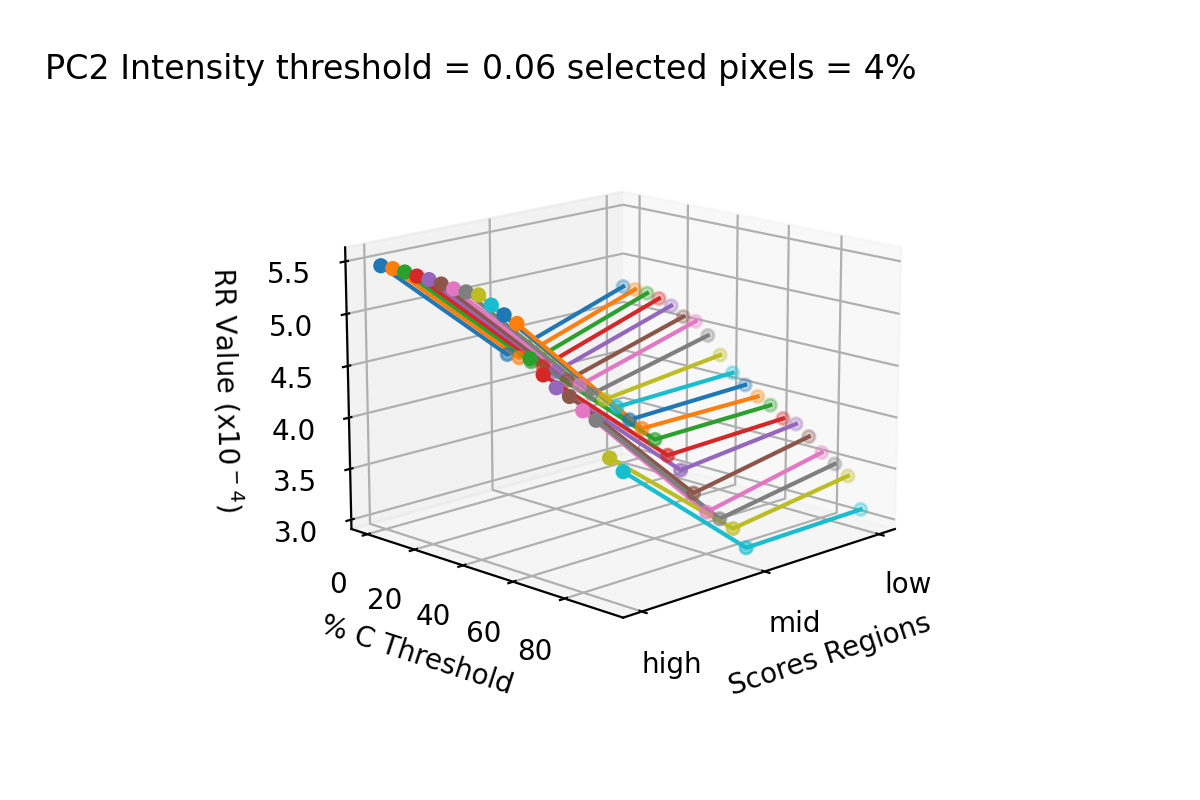 PC2 Intensity threshold = 0.06 selected pixels = 4%
RR Value (x10⁻⁴)
5.5
5.0
4.5
4.0
3.5
3.0
0
20
40
60
80
% C Threshold
high
mid
low
Scores Regions